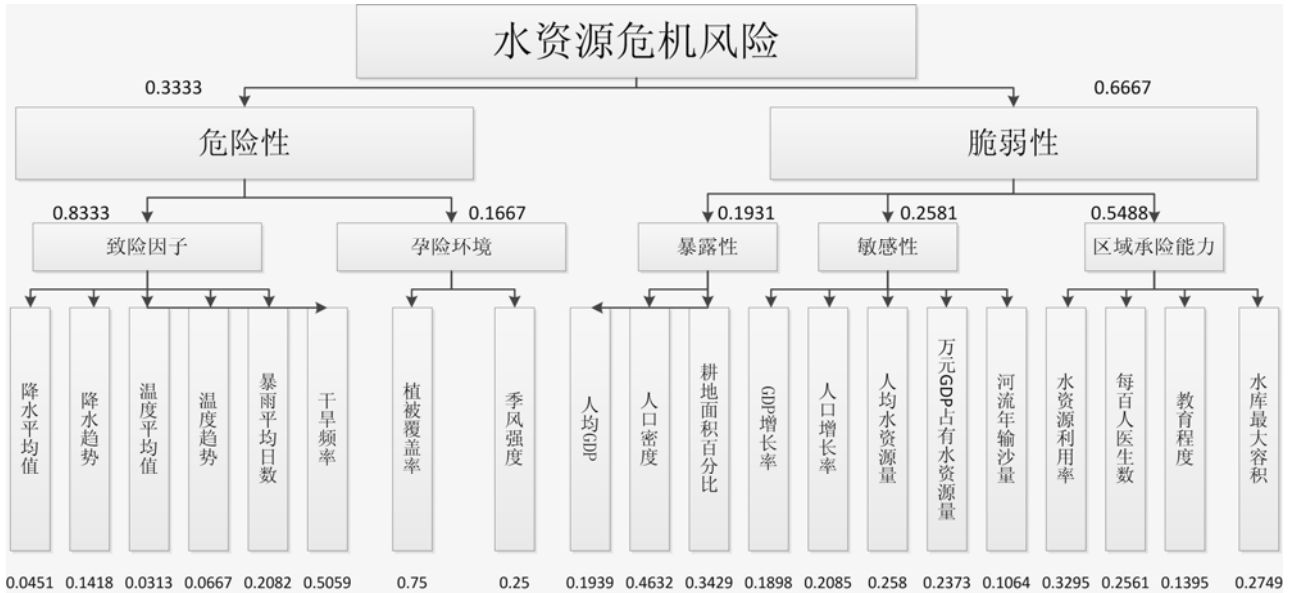 水资源危机风险
0.3333
0.6667
危险性
脆弱性
0.8333
0.1667
0.1931
0.2581
0.5488
致险因子
孕险环境
暴露性
敏感性
区域承险能力
降水平均值
降水趋势
温度平均值
温度趋势
暴雨平均日数
干旱频率
植被覆盖率
季风强度
人均GDP
人口密度
耕地面积百分比
GDP增长率
人口增长率
人均水资源量
万元GDP占有水资源量
河流年输沙量
水资源利用率
每百人医生数
教育程度
水库最大容积
0.0451
0.1418
0.0313
0.0667
0.2082
0.5059
0.75
0.25
0.1939
0.4632
0.3429
0.1898
0.2085
0.258
0.2373
0.1064
0.3295
0.2561
0.1395
0.2749